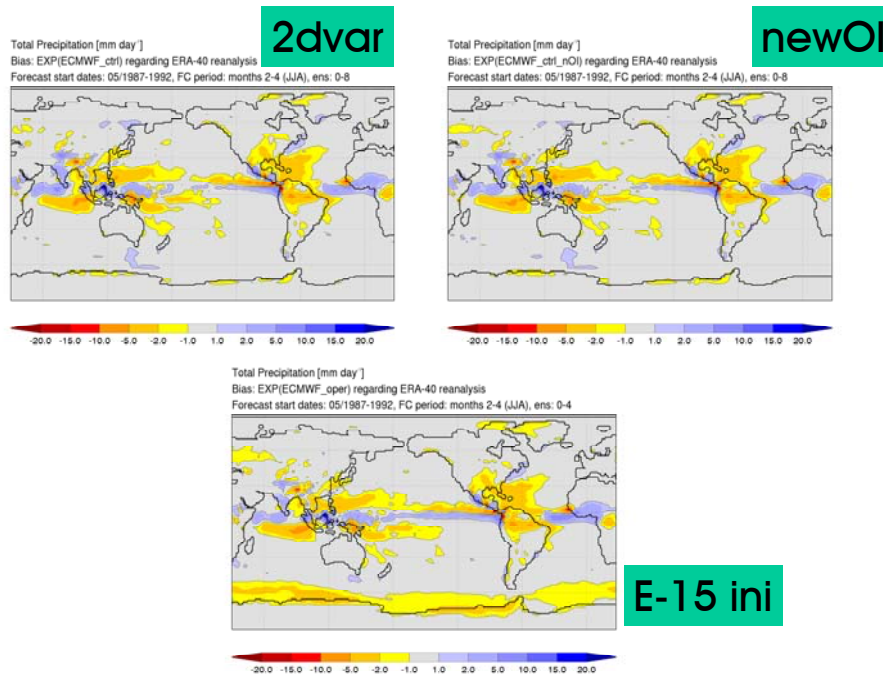 2dvar
Total Precipitation [mm day⁻]
Bias: EXP(ECMWF_ctrl) regarding ERA-40 reanalysis
Forecast start dates: 05/1987-1992, FC period: months 2-4 (JJA), ens: 0-8
-20.0 -15.0 -10.0 -5.0 -2.0 -1.0 1.0 2.0 5.0 10.0 15.0 20.0
newOI
Total Precipitation [mm day⁻]
Bias: EXP(ECMWF_ctrl_nOI) regarding ERA-40 reanalysis
Forecast start dates: 05/1987-1992, FC period: months 2-4 (JJA), ens: 0-8
-20.0 -15.0 -10.0 -5.0 -2.0 -1.0 1.0 2.0 5.0 10.0 15.0 20.0
Total Precipitation [mm day⁻]
Bias: EXP(ECMWF_oper) regarding ERA-40 reanalysis
Forecast start dates: 05/1987-1992, FC period: months 2-4 (JJA), ens: 0-4
E-15 ini
-20.0 -15.0 -10.0 -5.0 -2.0 -1.0 1.0 2.0 5.0 10.0 15.0 20.0